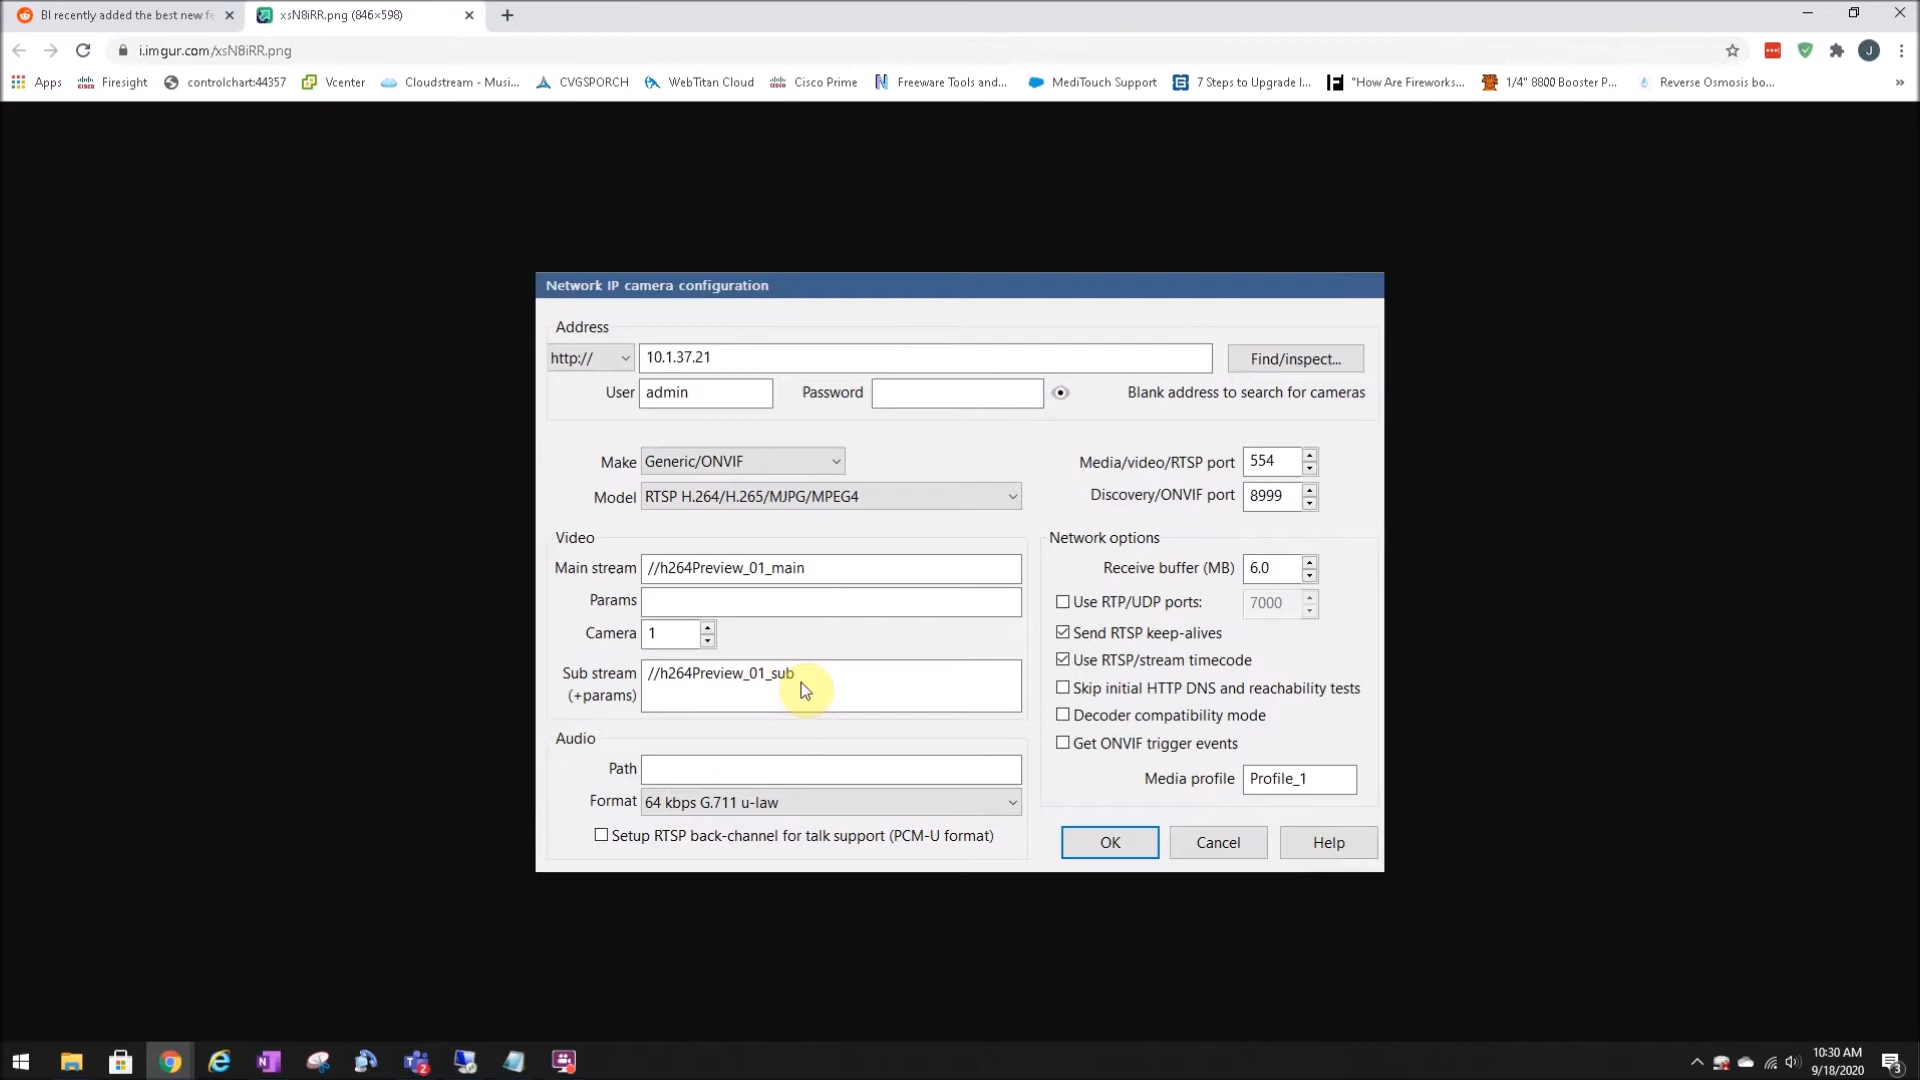 BI recently added the best new fe
xsN8iRR.png (846×598)
i.imgur.com/xsN8iRR.png
J
Apps
Firesight
controlchart:44357
Vcenter
Cloudstream - Musi...
CVGSPORCH
WebTitan Cloud
Cisco Prime
Freeware Tools and...
MediTouch Support
7 Steps to Upgrade I...
"How Are Fireworks...
1/4" 8800 Booster P...
Reverse Osmosis bo...
»
Network IP camera configuration
Address
http://
10.1.37.21
Find/inspect...
User
admin
Password
Blank address to search for cameras
Make
Generic/ONVIF
Media/video/RTSP port
554
Model
RTSP H.264/H.265/MJPG/MPEG4
Discovery/ONVIF port
8999
Video
Main stream
//h264Preview_01_main
Params
Camera
1
Sub stream
(+params)
//h264Preview_01_sub
Network options
Receive buffer (MB)
6.0
Use RTP/UDP ports:
7000
Send RTSP keep-alives
Use RTSP/stream timecode
Skip initial HTTP DNS and reachability tests
Decoder compatibility mode
Get ONVIF trigger events
Media profile
Profile_1
Audio
Path
Format
64 kbps G.711 u-law
Setup RTSP back-channel for talk support (PCM-U format)
OK
Cancel
Help
10:30 AM
9/18/2020
3
2